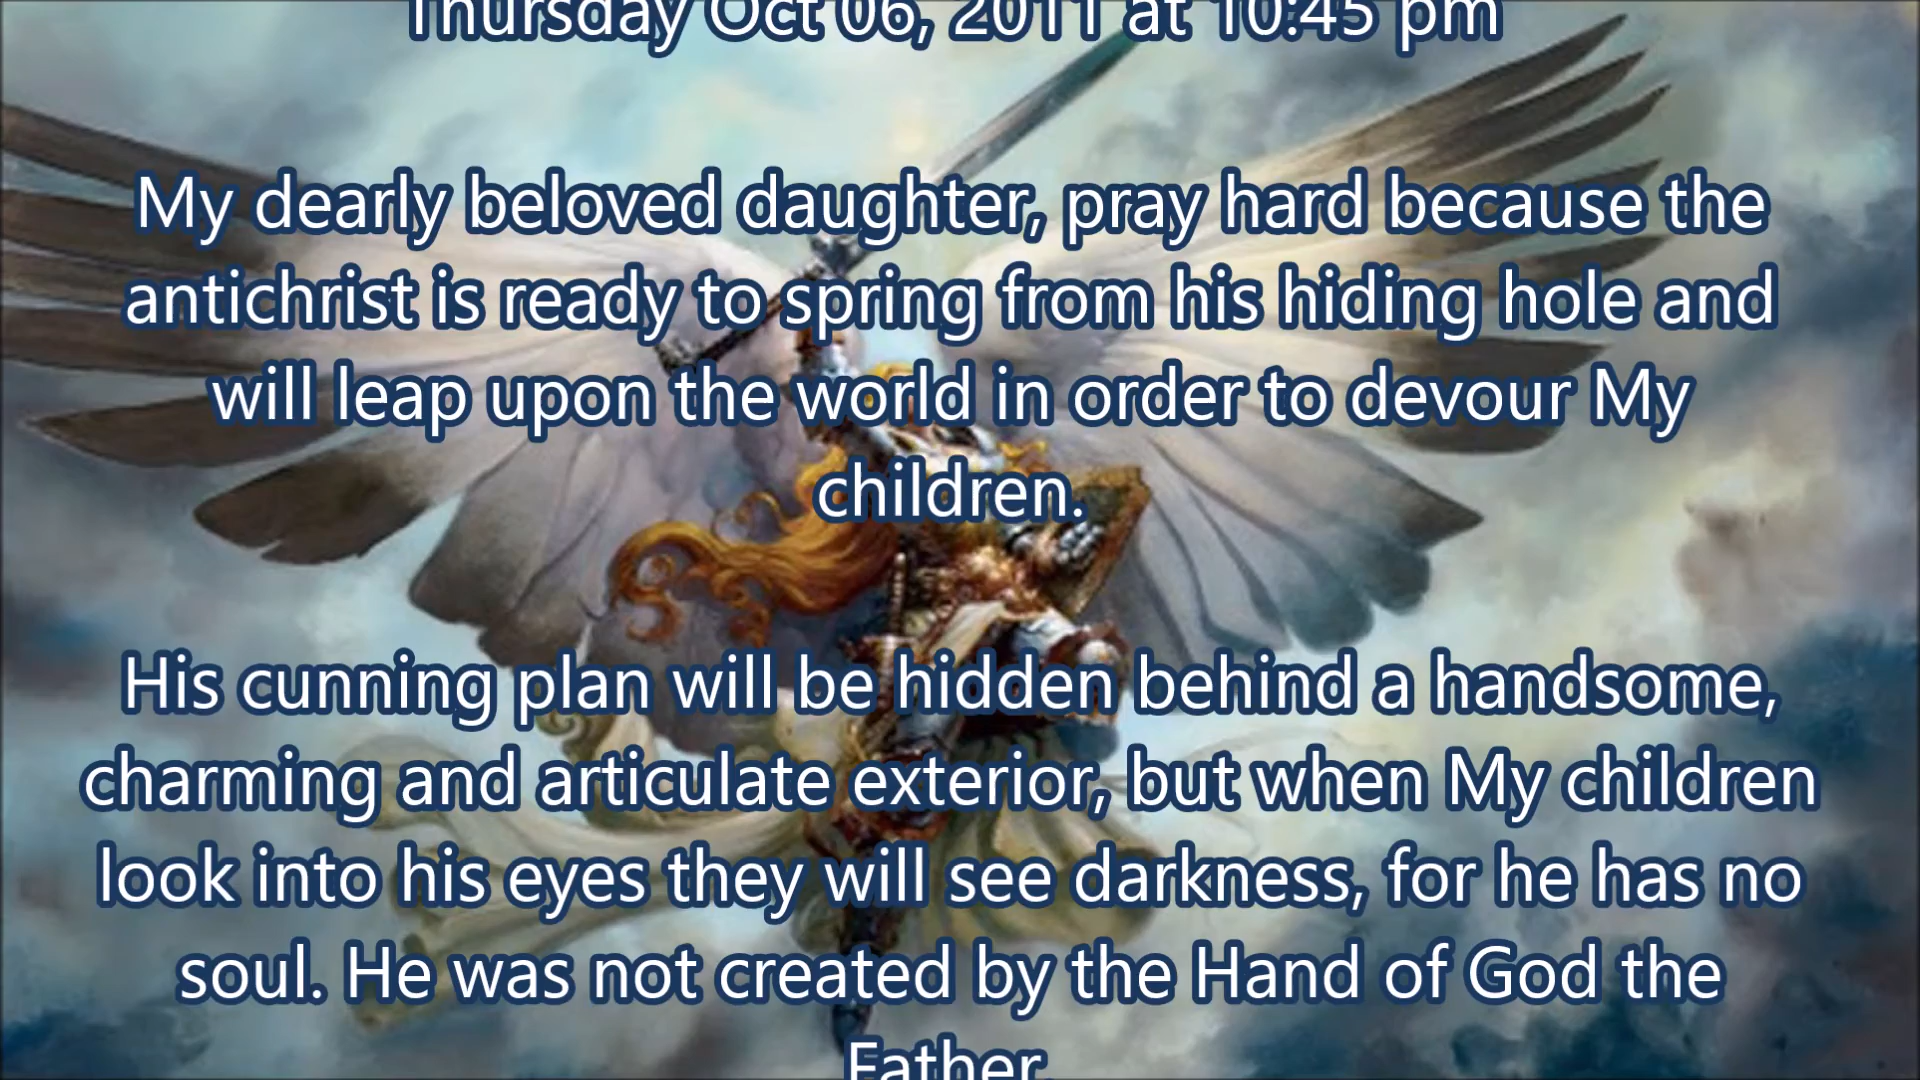 Thursday Oct 06, 2011 at 10:45 pm
My dearly beloved daughter, pray hard because the
antichrist is ready to spring from his hiding hole and
will leap upon the world in order to devour My
children.
His cunning plan will be hidden behind a handsome,
charming and articulate exterior, but when My children
look into his eyes they will see darkness, for he has no
soul. He was not created by the Hand of God the
Father.